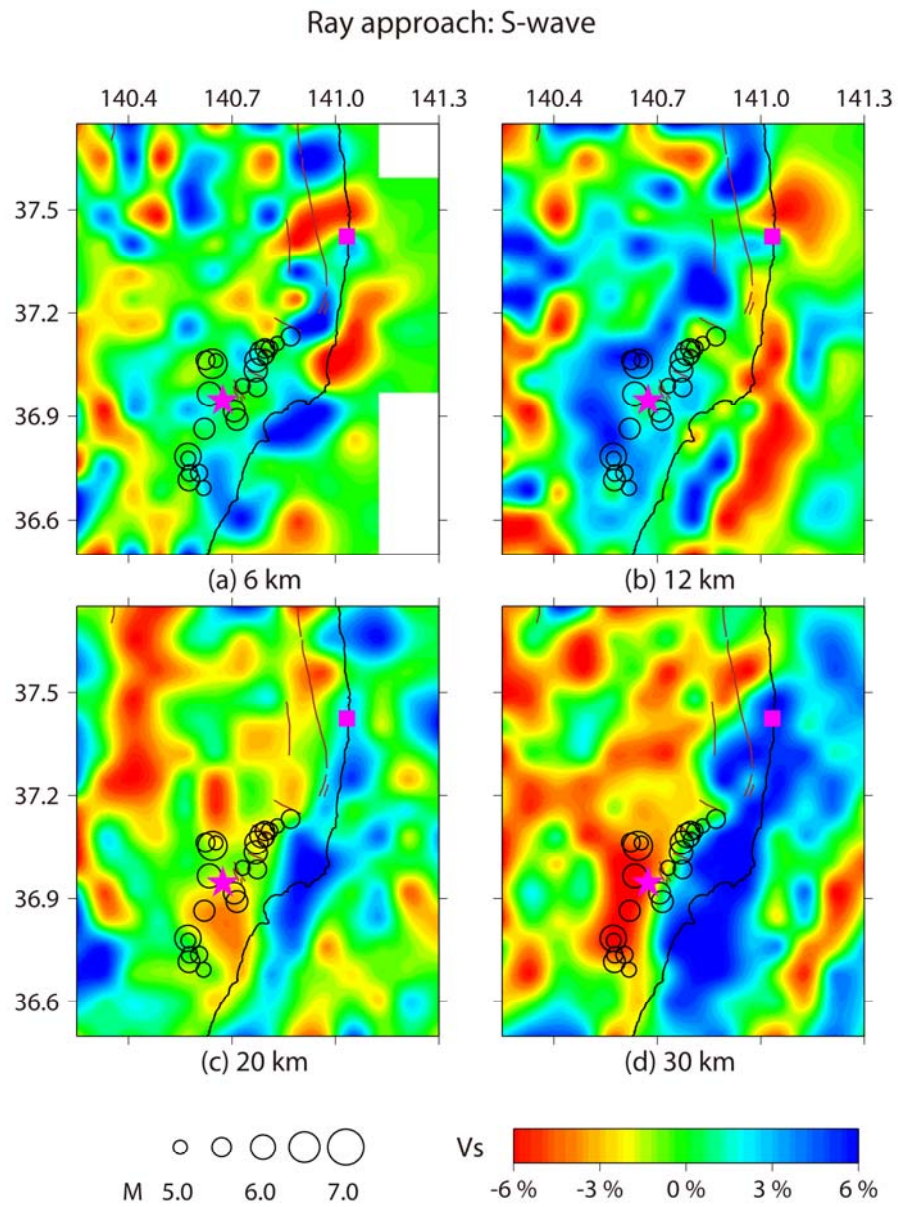 Ray approach: S-wave
140.4 140.7 141.0 141.3 140.4 140.7 141.0 141.3
37.5
37.2
36.9
36.6
(a) 6 km (b) 12 km
37.5
37.2
36.9
36.6
(c) 20 km (d) 30 km
Vs
M 5.0 6.0 7.0 -6 % -3 % 0 % 3 % 6 %